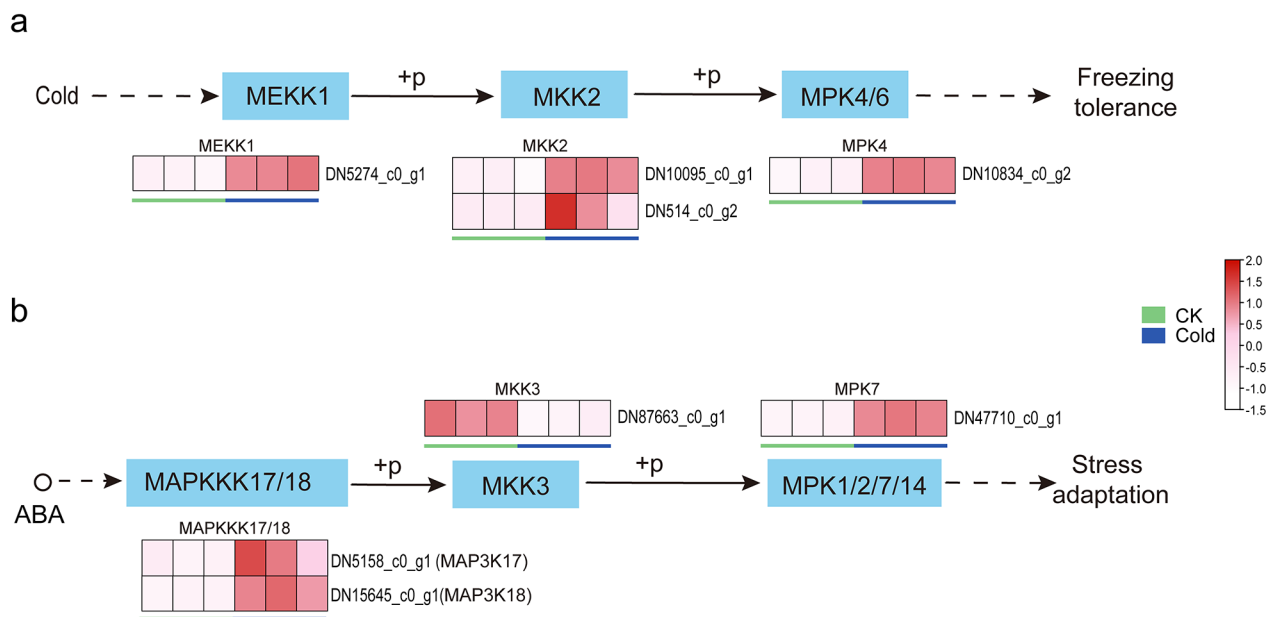 a
Cold
MEKK1
+p
MKK2
+p
MPK4/6
Freezing
tolerance
MEKK1
DN5274_c0_g1
MKK2
DN10095_c0_g1
DN514_c0_g2
MPK4
DN10834_c0_g2
2.0
1.5
1.0
0.5
0.0
-0.5
-1.0
-1.5
CK
Cold
b
MKK3
DN87663_c0_g1
MPK7
DN47710_c0_g1
ABA
MAPKKK17/18
+p
MKK3
+p
MPK1/2/7/14
Stress
adaptation
MAPKKK17/18
DN5158_c0_g1 (MAP3K17)
DN15645_c0_g1(MAP3K18)